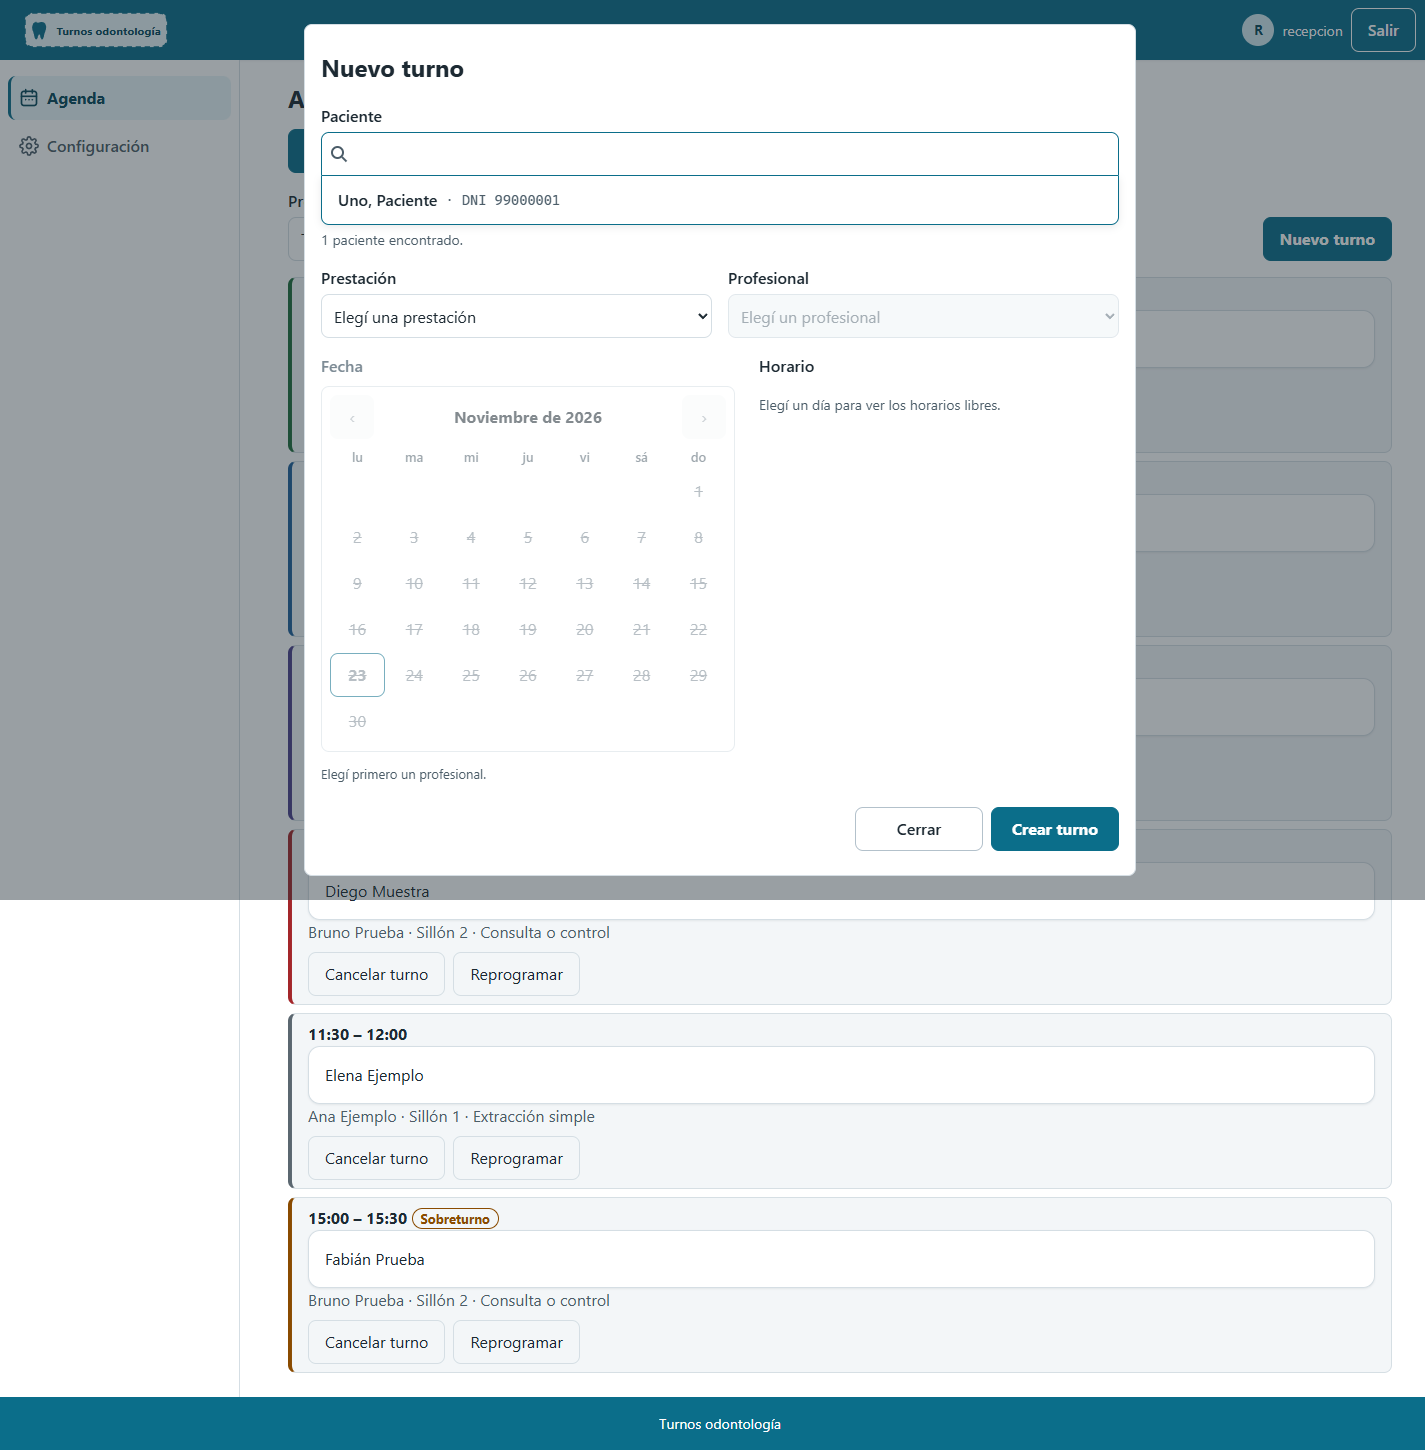 Turnos odontología
R
recepcion
Salir
Agenda
Configuración
Nuevo turno
Nuevo turno
Paciente
Uno, Paciente · DNI 99000001
1 paciente encontrado.
Prestación
Profesional
Elegí una prestación
Elegí un profesional
Fecha
Horario
‹ Noviembre de 2026 ›
Elegí un día para ver los horarios libres.
lu ma mi ju vi sá do
1
2 3 4 5 6 7 8
9 10 11 12 13 14 15
16 17 18 19 20 21 22
23 24 25 26 27 28 29
30
Elegí primero un profesional.
Cerrar
Crear turno
Diego Muestra
Bruno Prueba · Sillón 2 · Consulta o control
Cancelar turno
Reprogramar
11:30 – 12:00
Elena Ejemplo
Ana Ejemplo · Sillón 1 · Extracción simple
Cancelar turno
Reprogramar
15:00 – 15:30 Sobreturno
Fabián Prueba
Bruno Prueba · Sillón 2 · Consulta o control
Cancelar turno
Reprogramar
Turnos odontología